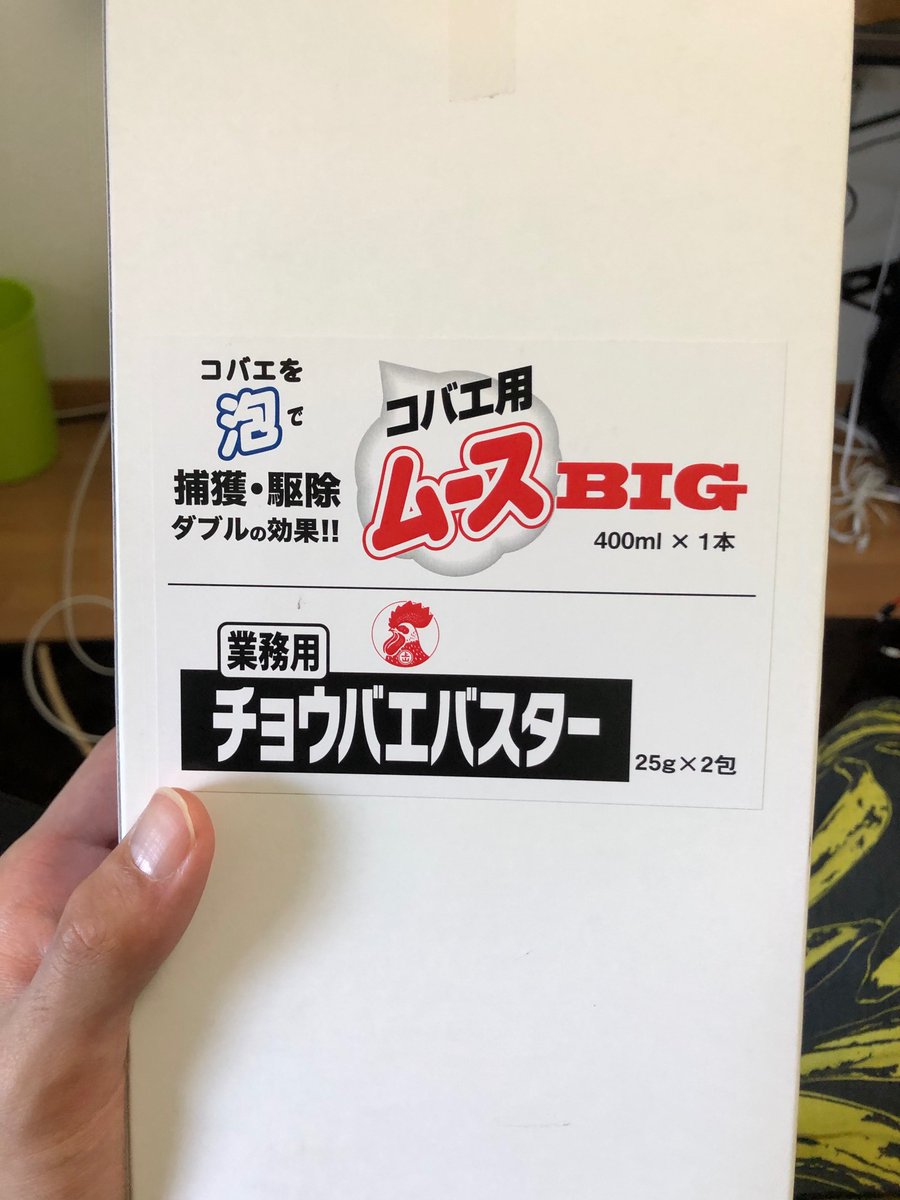 コバエを
泡で
捕獲・駆除
ダブルの効果!!
コバエ用
ムースBIG
400ml × 1本
業務用
チョウバエバスター
25g×2包